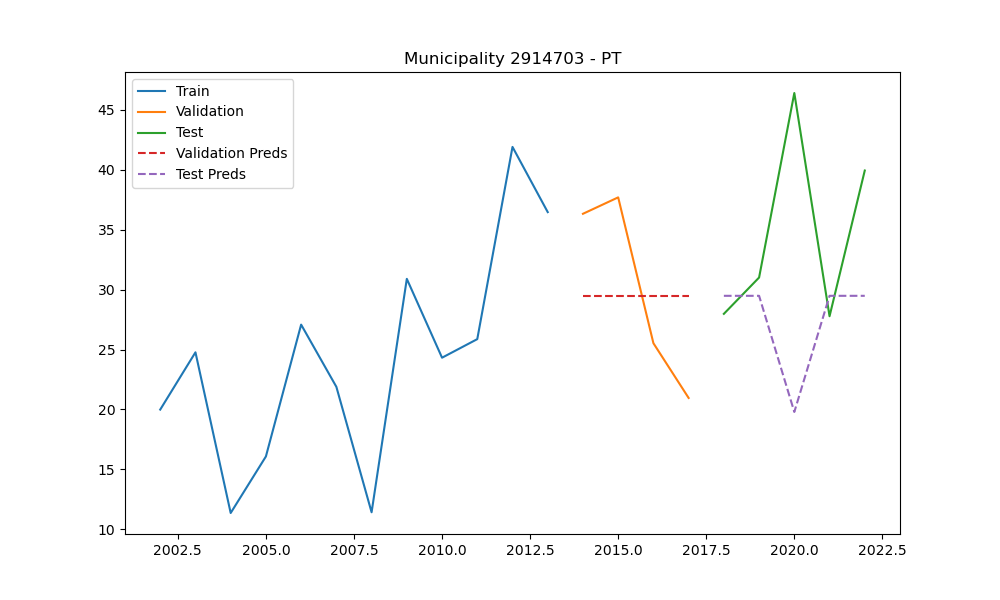 Municipality 2914703 - PT
Train
Validation
Test
Validation Preds
Test Preds
45
40
35
30
25
20
15
10
2002.5 2005.0 2007.5 2010.0 2012.5 2015.0 2017.5 2020.0 2022.5